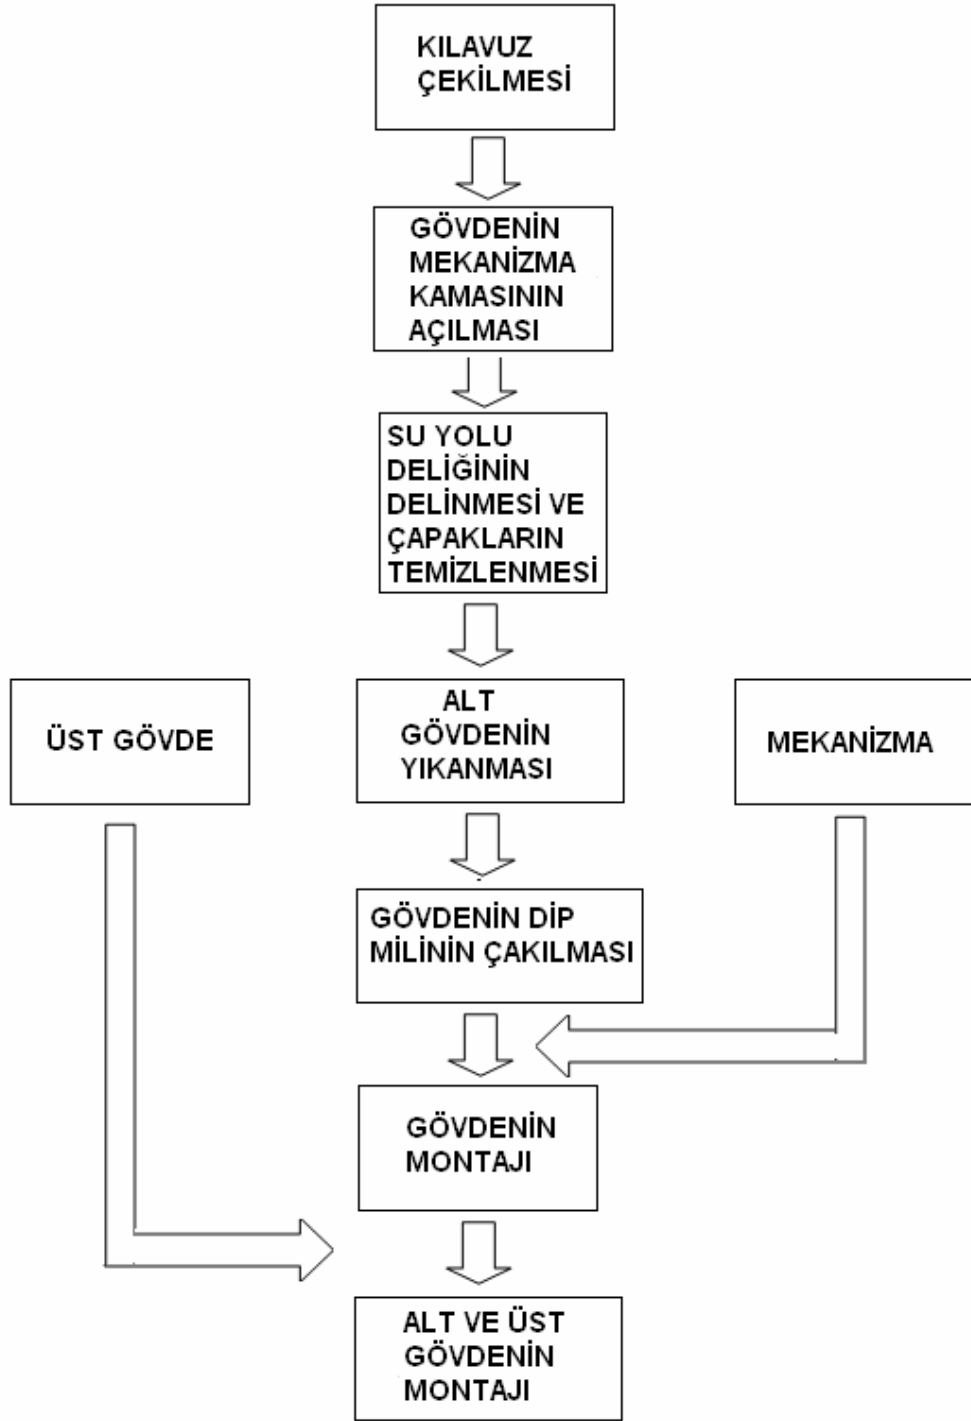 KILAVUZ
ÇEKİLMESİ
GÖVDENİN
MEKANİZMA
KAMASININ
AÇILMASI
SU YOLU
DELİĞİNİN
DELİNMESİ VE
ÇAPAKLARIN
TEMİZLENMESİ
ÜST GÖVDE
ALT
GÖVDENİN
YIKANMASI
MEKANİZMA
GÖVDENİN DİP
MİLİNİN ÇAKILMASI
GÖVDENİN
MONTAJI
ALT VE ÜST
GÖVDENİN
MONTAJI